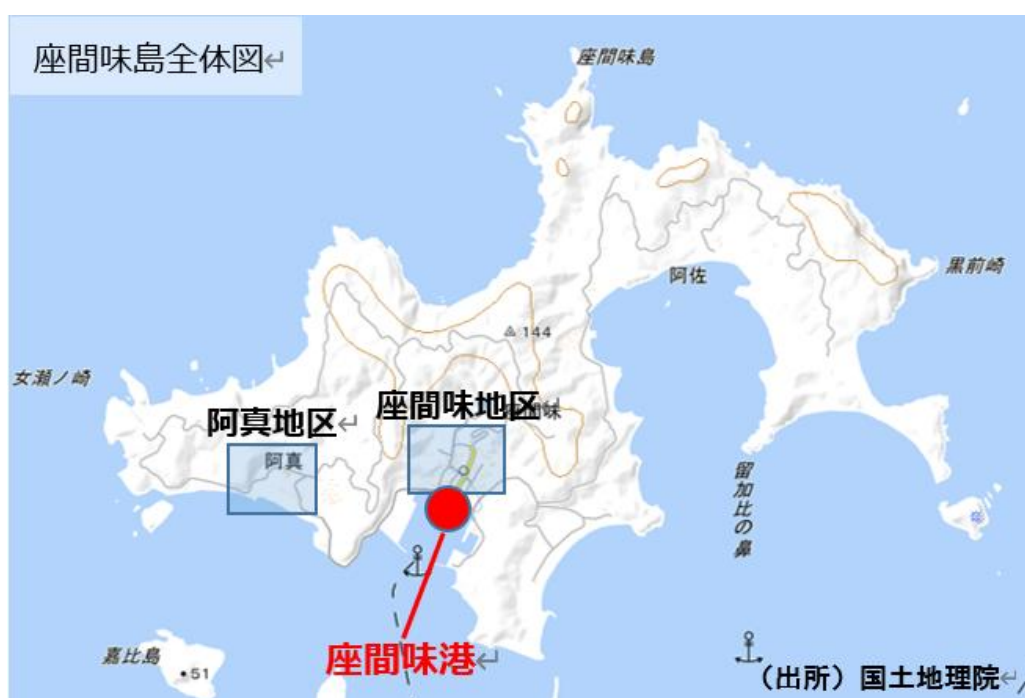 座間味島全体図↵
座間味島
黒前崎
阿佐
144
女瀬ノ崎
阿真地区↵
座間味地区↵
阿真
留加比の鼻
嘉比島
51
座間味港↵
（出所）国土地理院↵